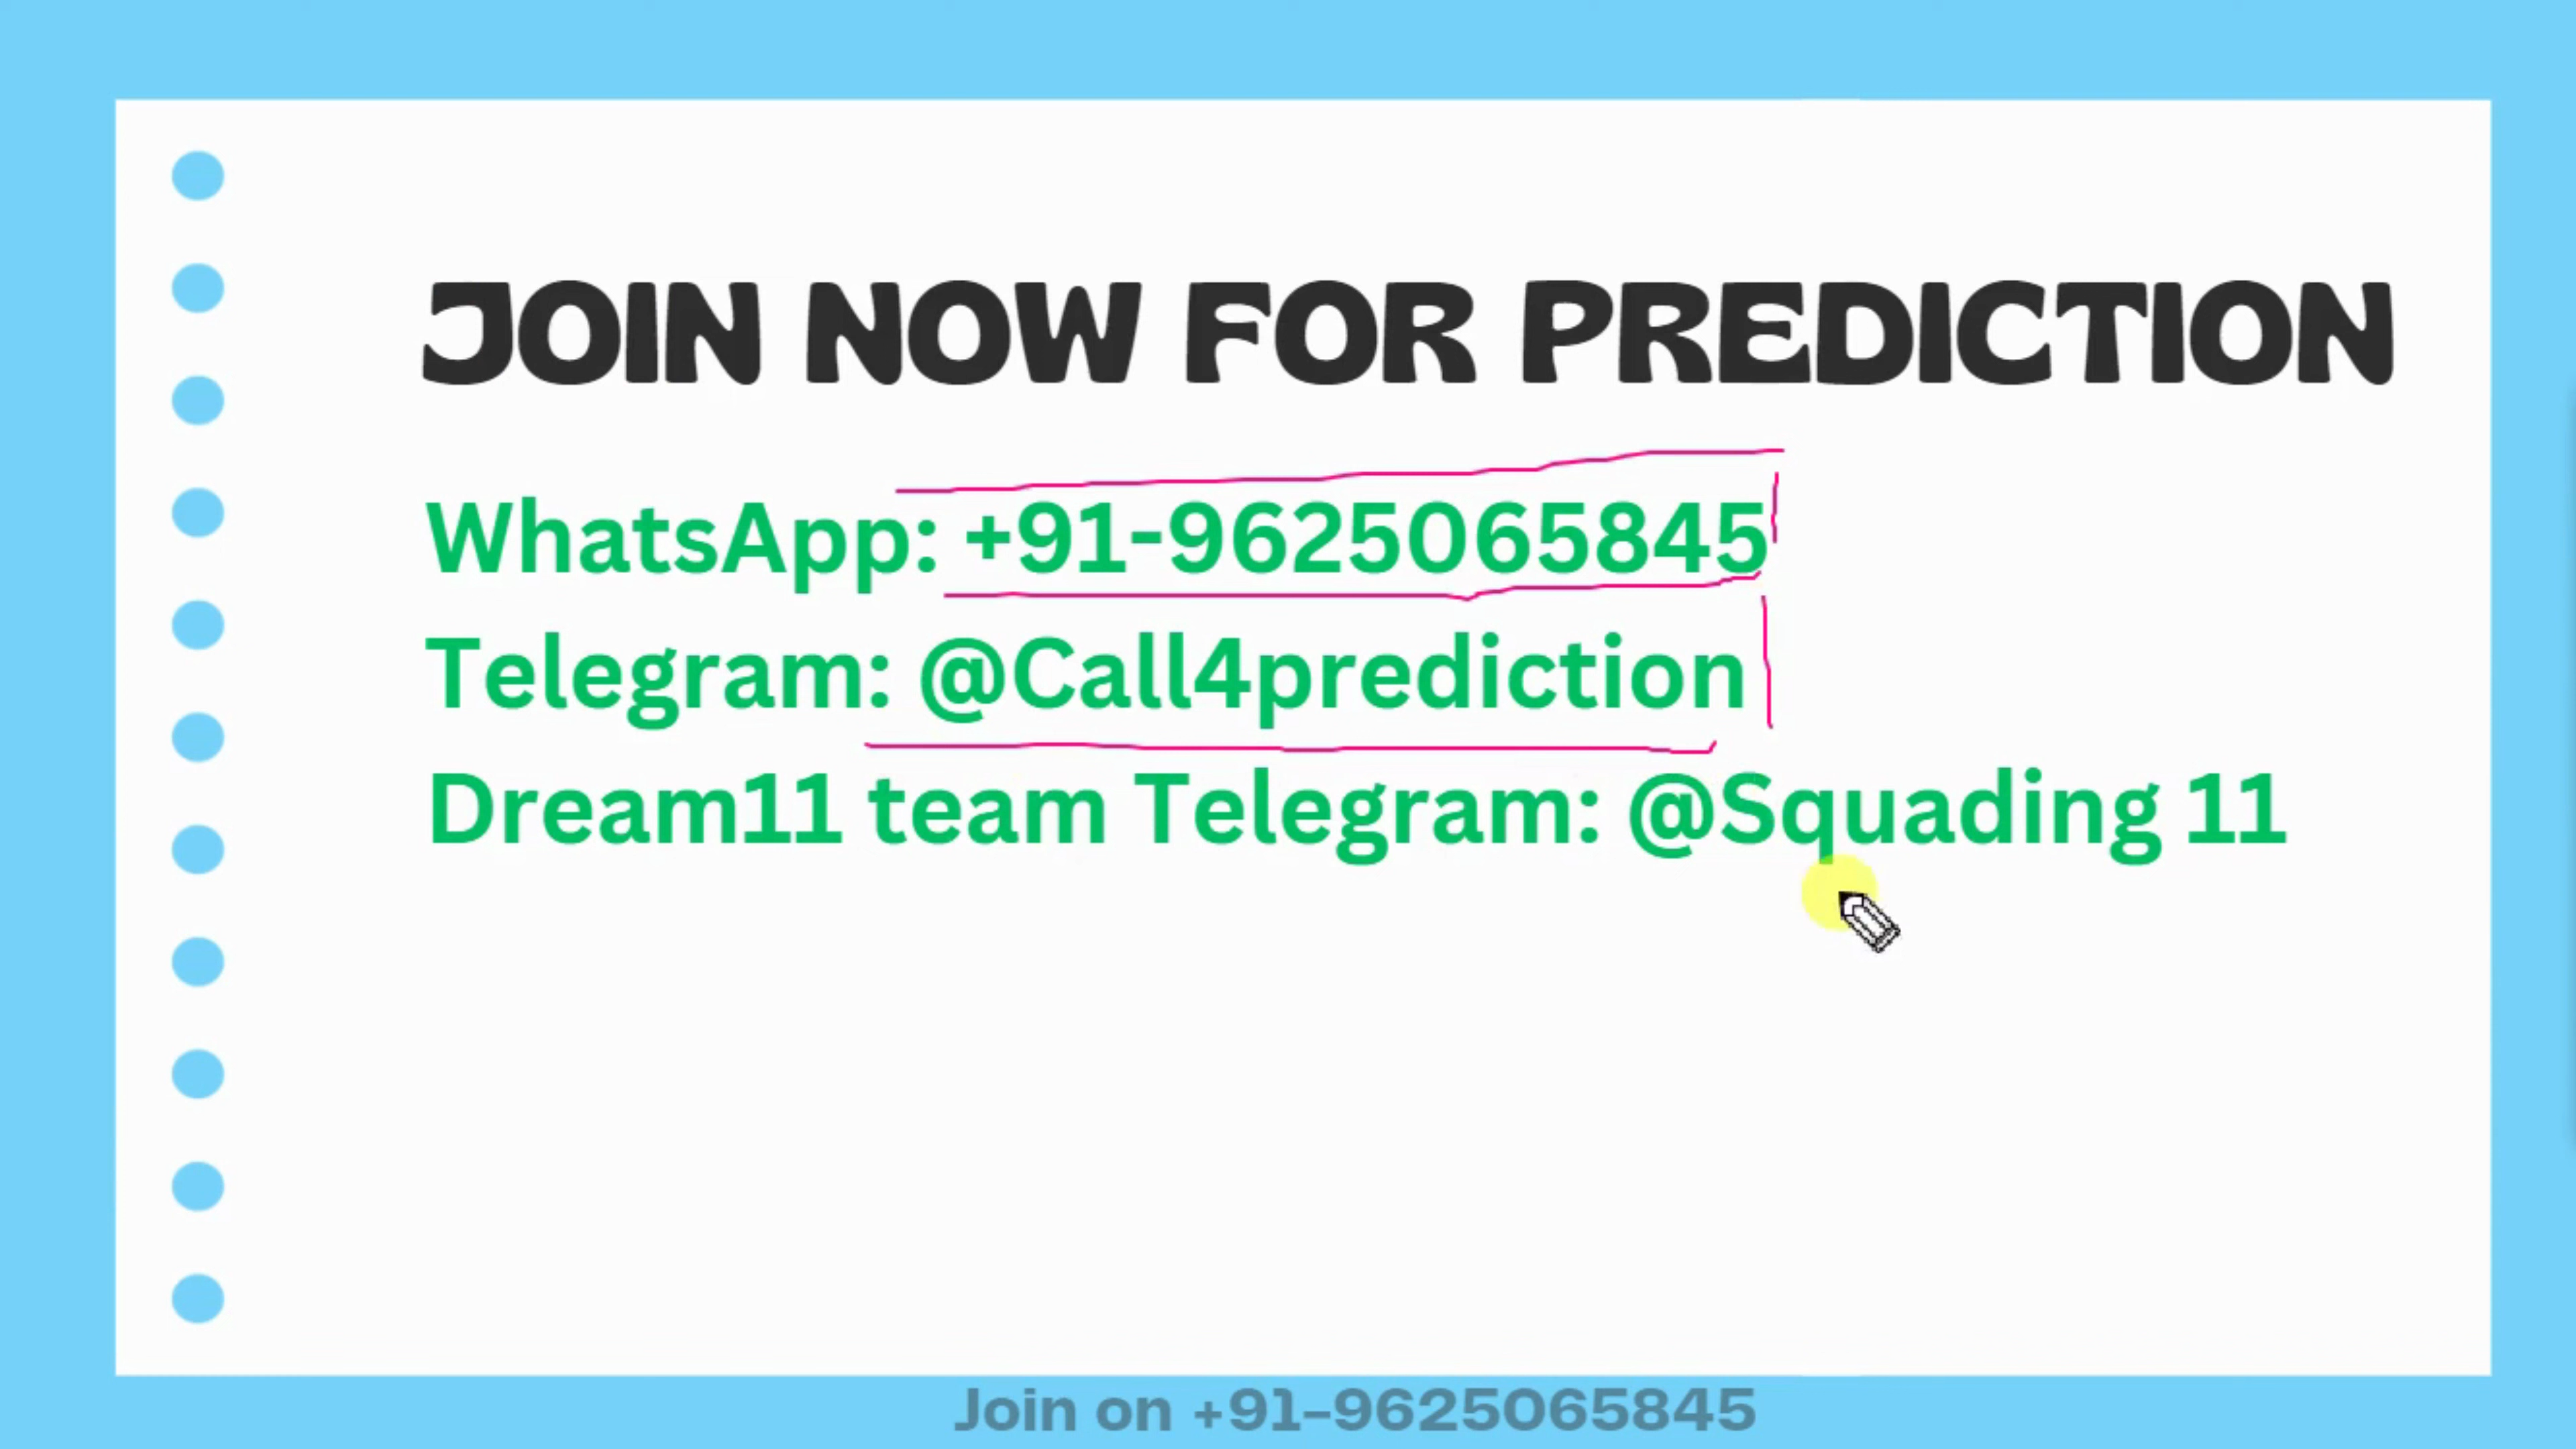 JOIN NOW FOR PREDICTION
WhatsApp: +91-9625065845
Telegram: @Call4prediction
Dream11 team Telegram: @Squading 11
Join on +91-9625065845